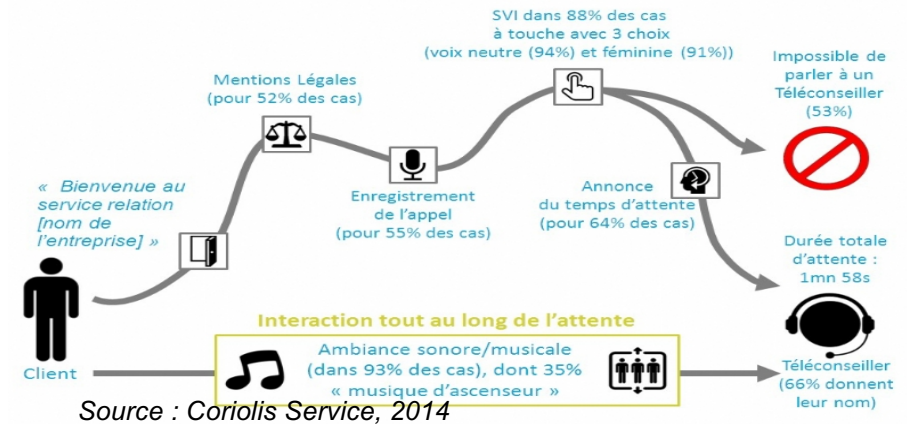 SVI dans 88% des cas
à touche avec 3 choix
(voix neutre (94%) et féminine (91%))
Impossible de
parler à un
Téléconseiller
(53%)
Mentions Légales
(pour 52% des cas)
« Bienvenue au
service relation
[nom de
l'entreprise] »
Enregistrement
de l'appel
(pour 55% des cas)
Annonce
du temps d'attente
(pour 64% des cas)
Durée totale
d'attente :
1mn 58s
Interaction tout au long de l'attente
Ambiance sonore/musicale
(dans 93% des cas), dont 35%
« musique d'ascenseur »
Client
Téléconseiller
(66% donnent
leur nom)
Source : Coriolis Service, 2014